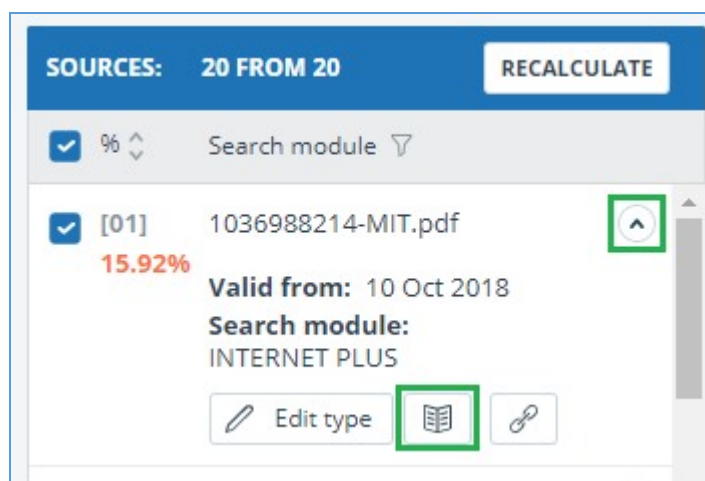 SOURCES: 20 FROM 20 RECALCULATE
% Search module
[01] 1036988214-MIT.pdf
15.92%
Valid from: 10 Oct 2018
Search module:
INTERNET PLUS
Edit type